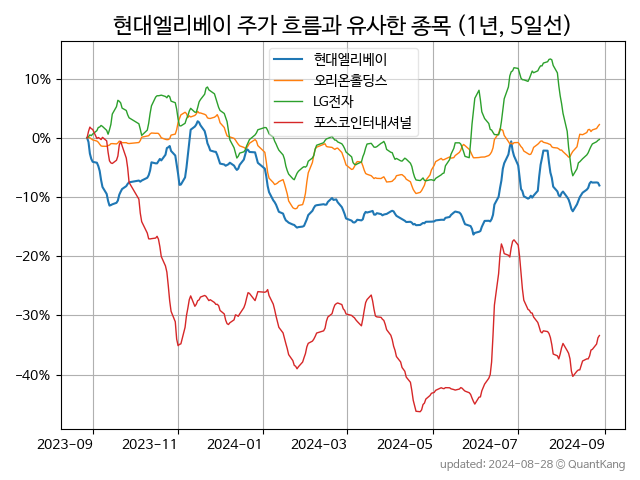 현대엘리베이 주가 흐름과 유사한 종목 (1년, 5일선)
현대엘리베이
오리온홀딩스
LG전자
포스코인터내셔널
10%
0%
−10%
−20%
−30%
−40%
2023-09 2023-11 2024-01 2024-03 2024-05 2024-07 2024-09
updated: 2024-08-28 © QuantKang